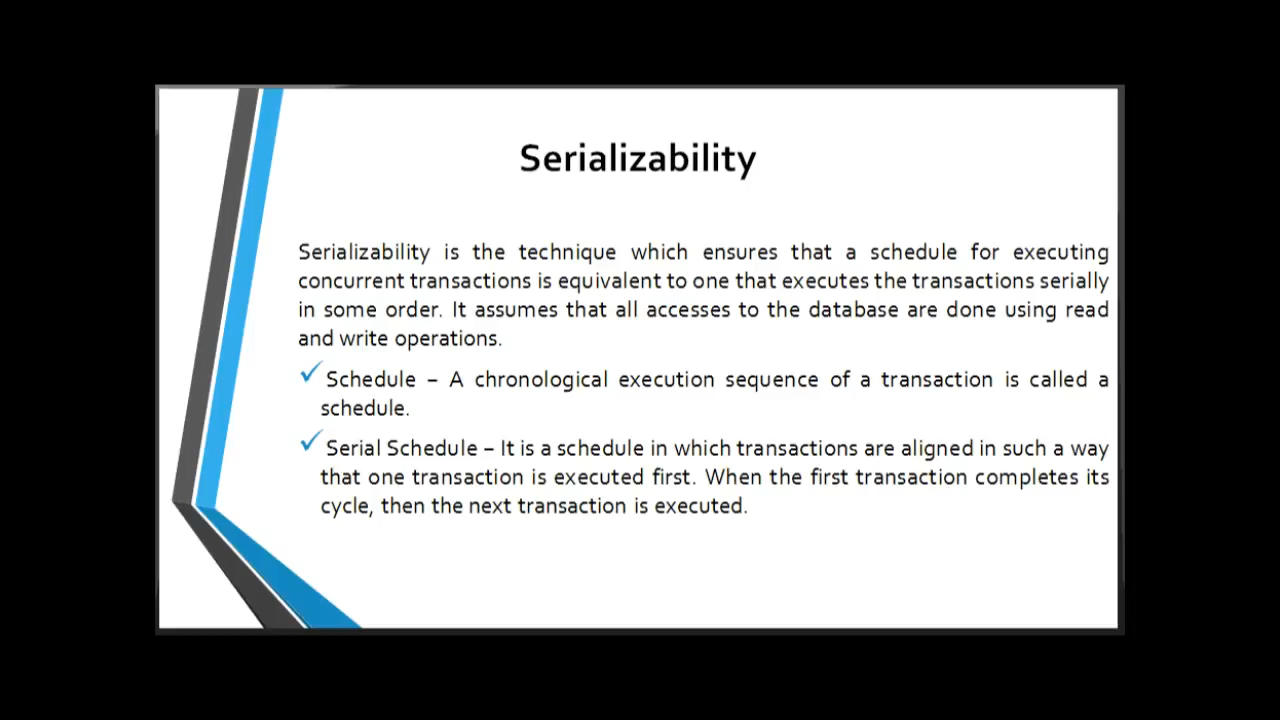 Serializability
Serializability is the technique which ensures that a schedule for executing
concurrent transactions is equivalent to one that executes the transactions serially
in some order. It assumes that all accesses to the database are done using read
and write operations.
✓Schedule – A chronological execution sequence of a transaction is called a
schedule.
✓Serial Schedule – It is a schedule in which transactions are aligned in such a way
that one transaction is executed first. When the first transaction completes its
cycle, then the next transaction is executed.